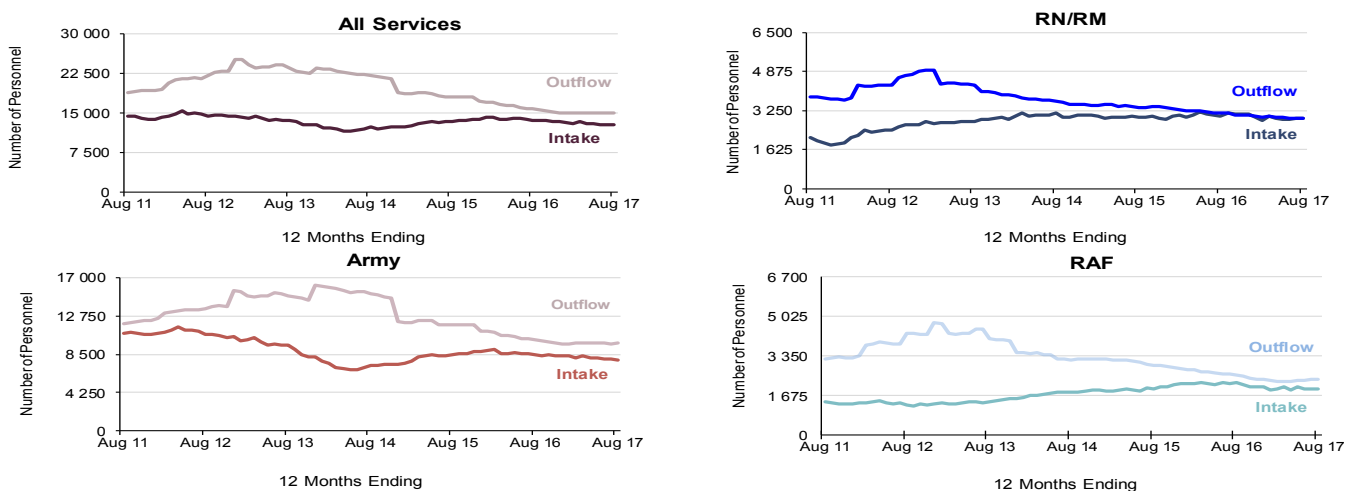 All Services
Number of Personnel
30 000
22 500
15 000
7 500
0
Outflow
Intake
Aug 11 Aug 12 Aug 13 Aug 14 Aug 15 Aug 16 Aug 17
12 Months Ending
RN/RM
Number of Personnel
6 500
4 875
3 250
1 625
0
Outflow
Intake
Aug 11 Aug 12 Aug 13 Aug 14 Aug 15 Aug 16 Aug 17
12 Months Ending
Army
Number of Personnel
17 000
12 750
8 500
4 250
0
Outflow
Intake
Aug 11 Aug 12 Aug 13 Aug 14 Aug 15 Aug 16 Aug 17
12 Months Ending
RAF
Number of Personnel
6 700
5 025
3 350
1 675
0
Outflow
Intake
Aug 11 Aug 12 Aug 13 Aug 14 Aug 15 Aug 16 Aug 17
12 Months Ending